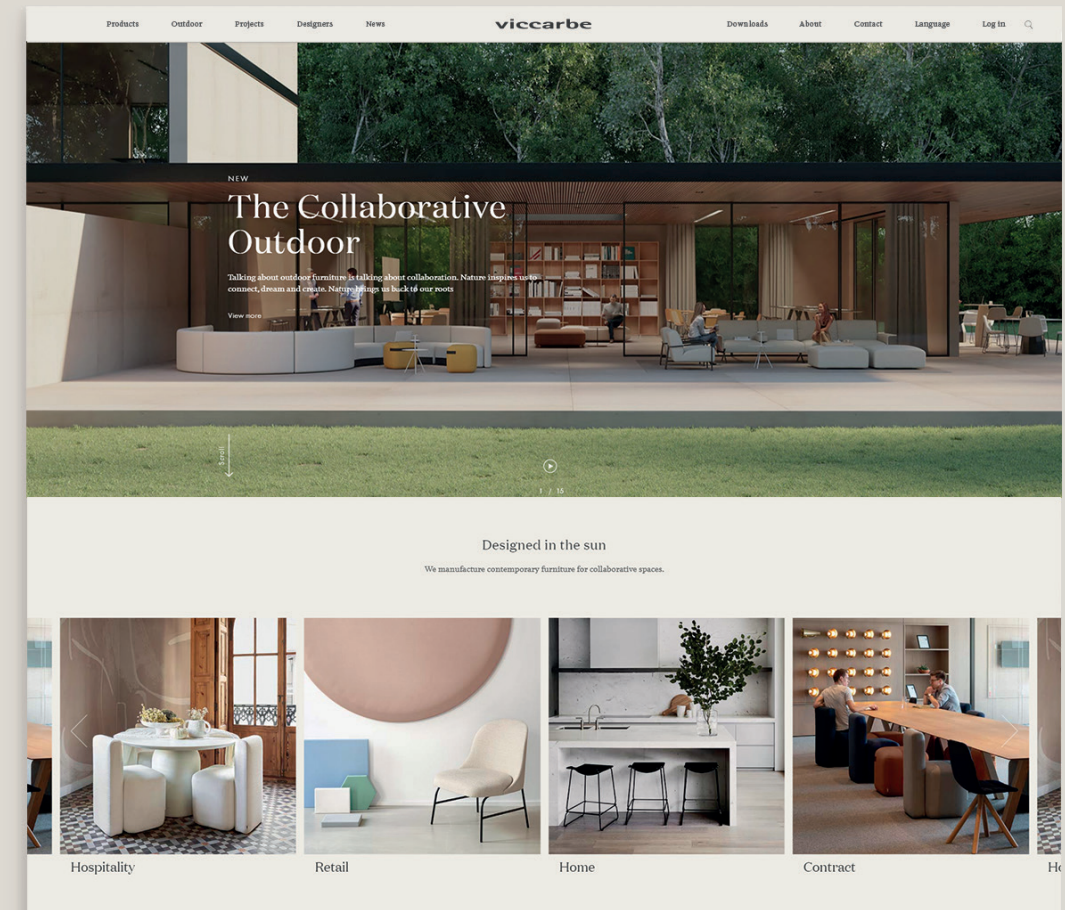 Products Outdoor Projects Designers News viccarbe Downloads About Contact Language Log in
NEW
The Collaborative
Outdoor
Talking about outdoor furniture is talking about collaboration. Nature inspires us to
connect, dream and create. Nature brings us back to our roots
View more
Scroll
1 / 15
Designed in the sun
We manufacture contemporary furniture for collaborative spaces.
Hospitality Retail Home Contract Ho